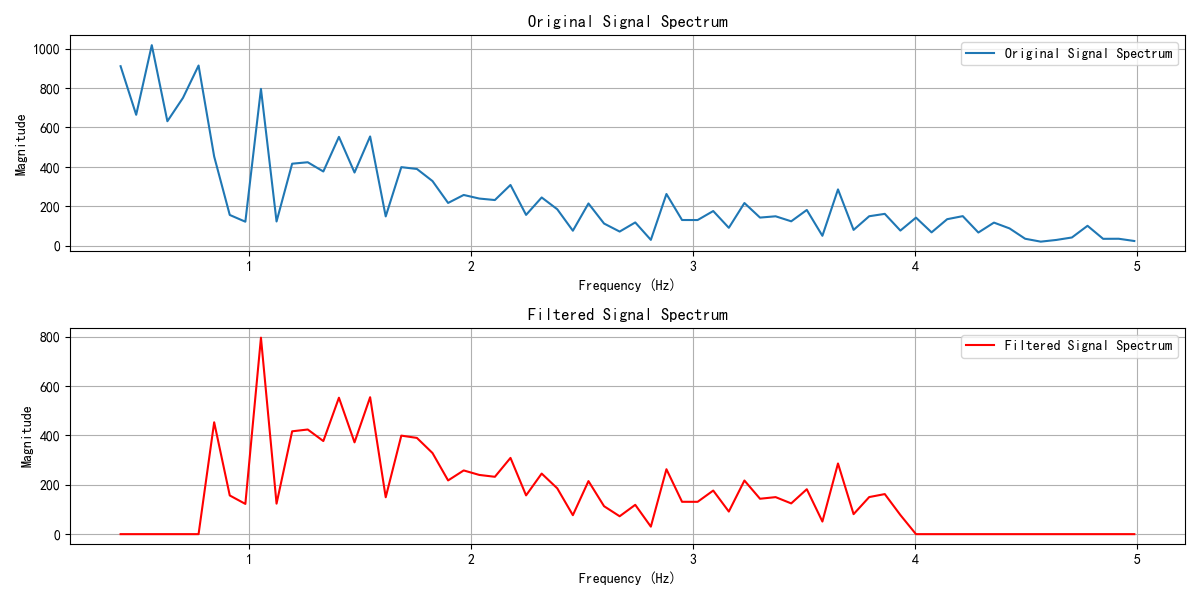 Original Signal Spectrum
1000
800
600
400
200
0
Magnitude
Original Signal Spectrum
1 2 3 4 5
Frequency (Hz)
Filtered Signal Spectrum
800
600
400
200
0
Magnitude
Filtered Signal Spectrum
1 2 3 4 5
Frequency (Hz)